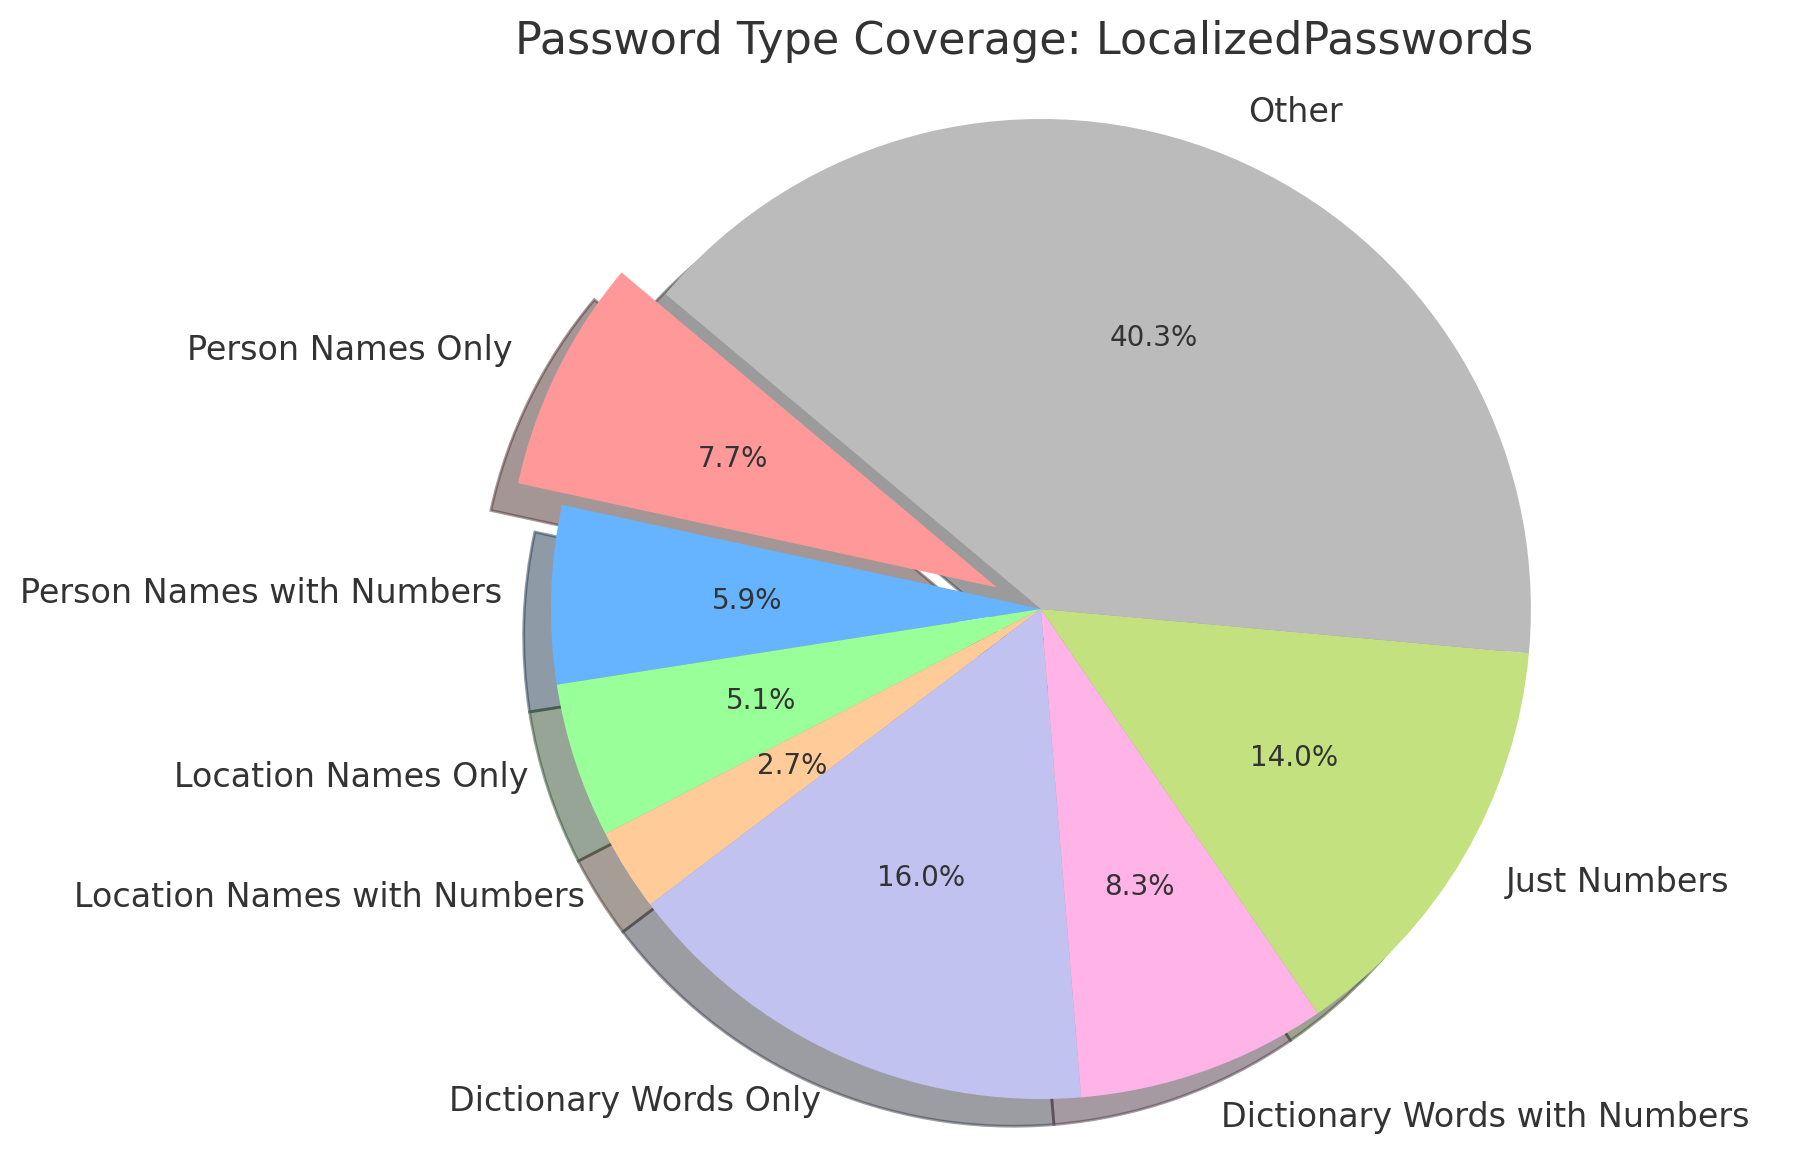 Password Type Coverage: LocalizedPasswords
Other
40.3%
Person Names Only
7.7%
Person Names with Numbers
5.9%
Location Names Only
5.1%
Location Names with Numbers
2.7%
Dictionary Words Only
16.0%
Dictionary Words with Numbers
8.3%
Just Numbers
14.0%